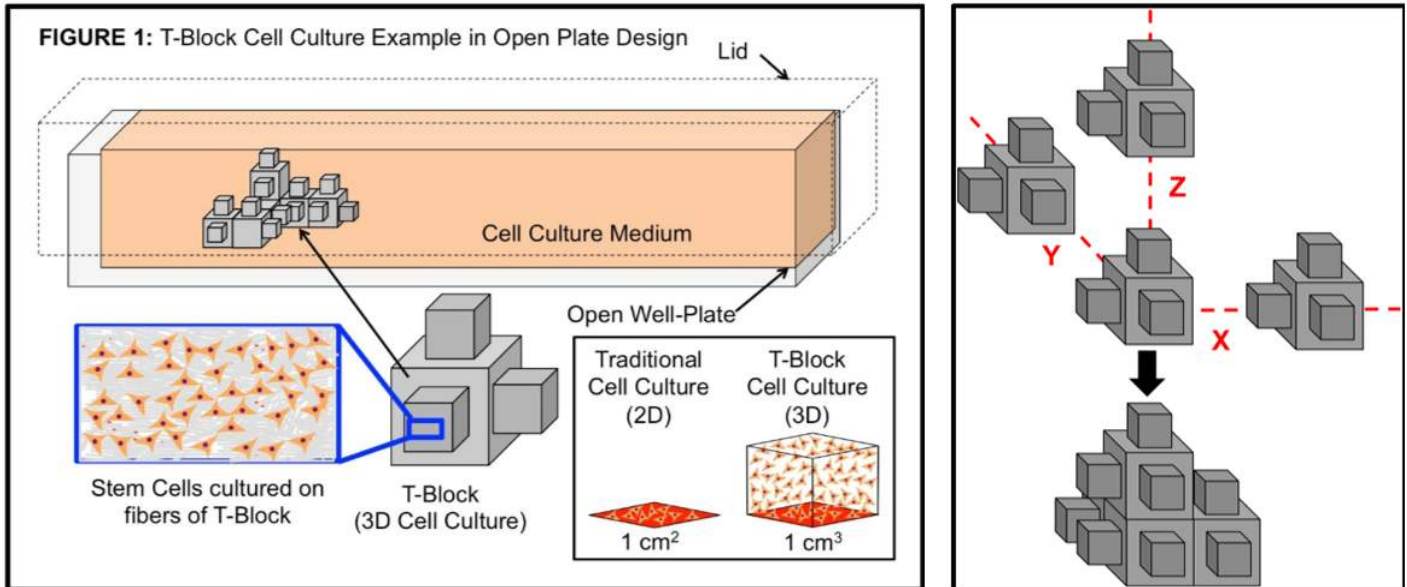 FIGURE 1: T-Block Cell Culture Example in Open Plate Design
Lid
Cell Culture Medium
Open Well-Plate
Stem Cells cultured on
fibers of T-Block
T-Block
(3D Cell Culture)
Traditional
Cell Culture
(2D)
1 cm²
T-Block
Cell Culture
(3D)
1 cm³
Z
Y
X